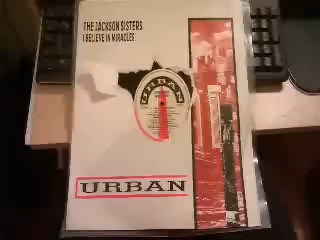 THE JACKSON SISTERS
I BELIEVE IN MIRACLES
URBAN
URBAN